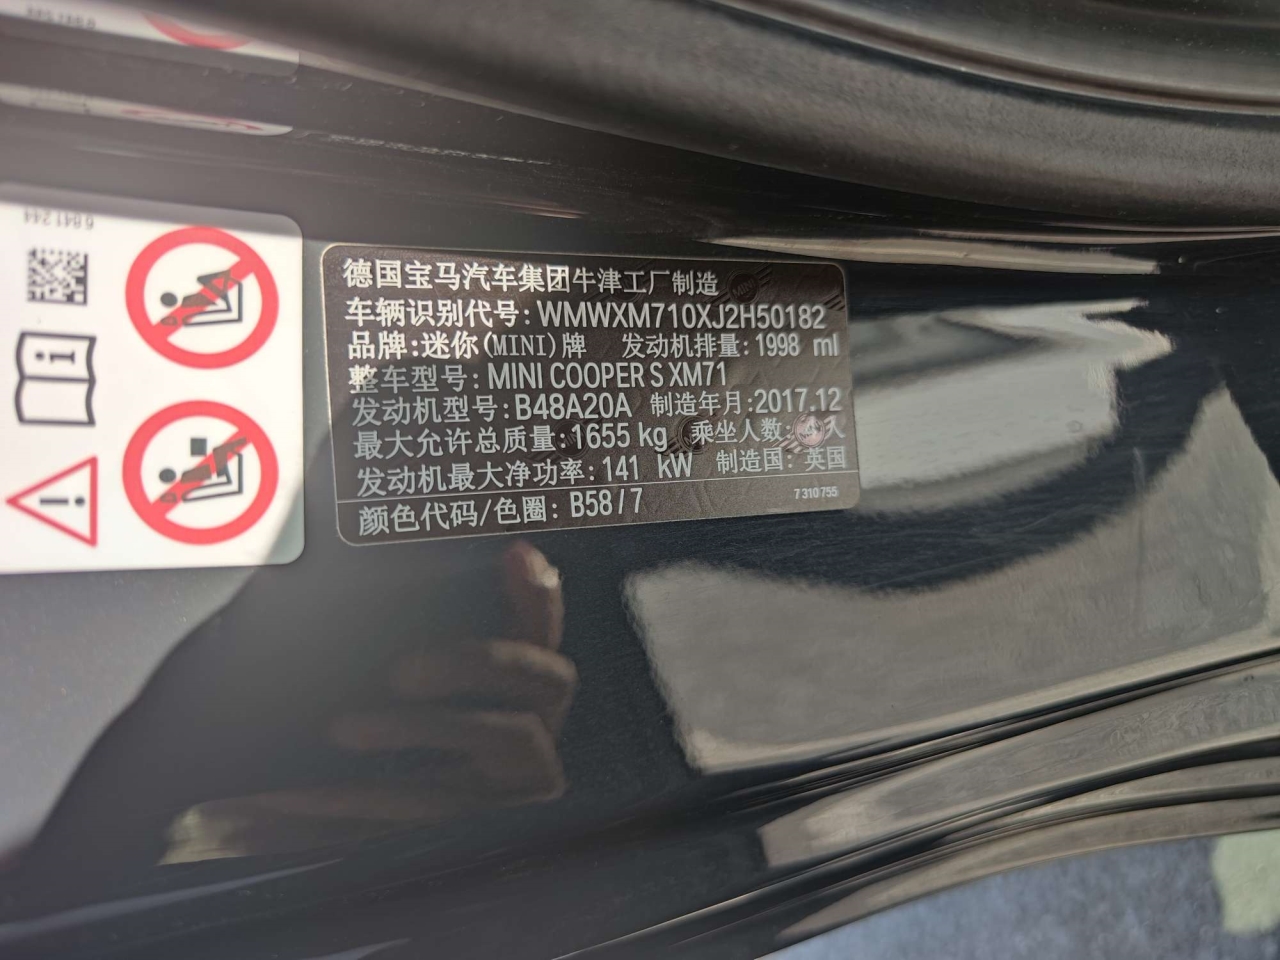 德国宝马汽车集团牛津工厂制造
车辆识别代号: WMWXM710XJ2H50182
品牌:迷你(MINI)牌 发动机排量: 1998 ml
整车型号: MINI COOPER S XM71
发动机型号: B48A20A 制造年月:2017.12
最大允许总质量: 1655 kg 乘坐人数: 4人
发动机最大净功率: 141 kW 制造国: 英国
颜色代码/色圈: B58 / 7 7 310 755